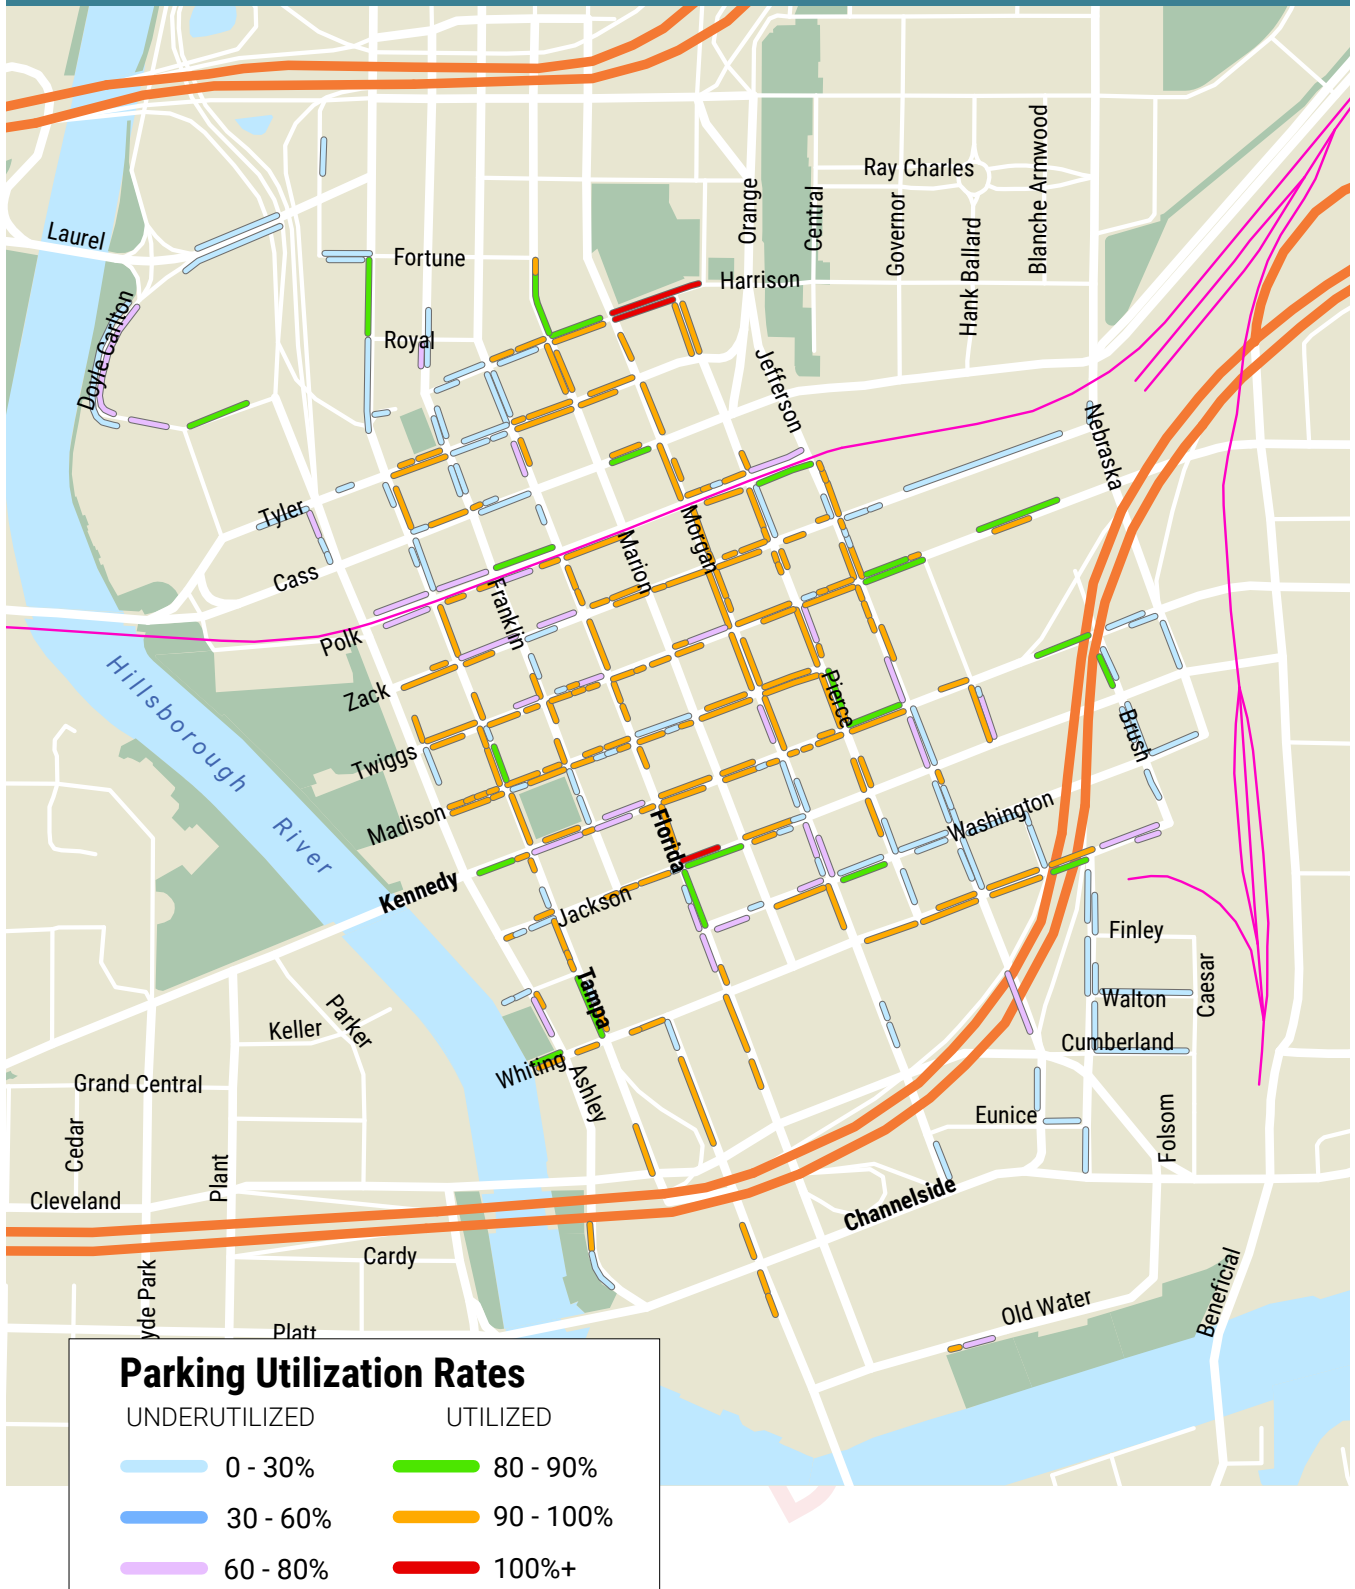 Ray Charles
Blanche Armwood
Orange
Central
Governor
Hank Ballard
Laurel
Fortune
Harrison
Doyle Carlton
Royal
Jefferson
Nebraska
Tyler
Cass
Morgan
Marion
Franklin
Polk
Zack
Pierce
Hillsborough
River
Twiggs
Brush
Madison
Florida
Washington
Kennedy
Jackson
Finley
Tampa
Caesar
Parker
Keller
Walton
Cumberland
Whiting
Ashley
Grand Central
Cedar
Eunice
Folsom
Plant
Cleveland
Channelside
Cardy
yde Park
Beneficial
Old Water
Platt
Parking Utilization Rates
UNDERUTILIZED UTILIZED
0 - 30% 80 - 90%
30 - 60% 90 - 100%
60 - 80% 100%+